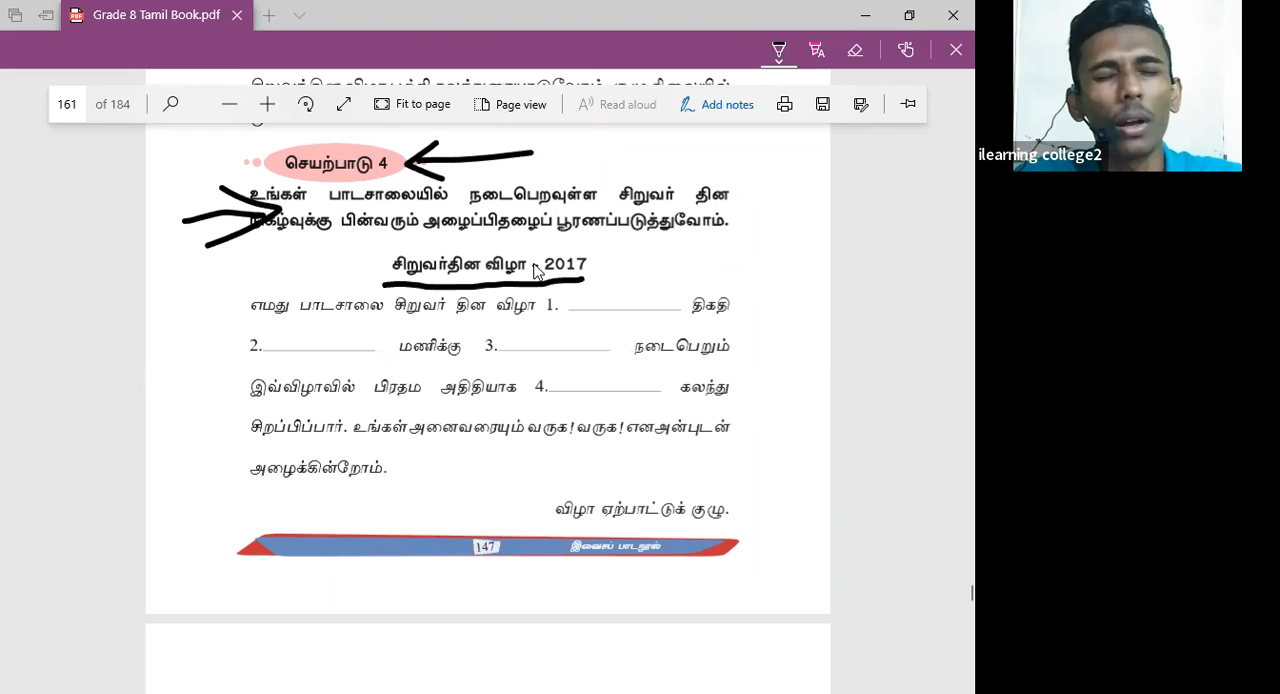 Grade 8 Tamil Book.pdf
161 of 184
Fit to page
Page view
Read aloud
Add notes
ilearning college2
செயற்பாடு 4
உங்கள் பாடசாலையில் நடைபெறவுள்ள சிறுவர் தின
நிகழ்வுக்கு பின்வரும் அழைப்பிதழைப் பூரணப்படுத்துவோம்.
சிறுவர்தின விழா - 2017
எமது பாடசாலை சிறுவர் தின விழா 1. ____________ திகதி
2.____________ மணிக்கு 3.____________ நடைபெறும்
இவ்விழாவில் பிரதம அதிதியாக 4.____________ கலந்து
சிறப்பிப்பார். உங்கள் அனைவரையும் வருக! வருக! என அன்புடன்
அழைக்கின்றோம்.
விழா ஏற்பாட்டுக் குழு.
147
இலவசப் பாடநூல்